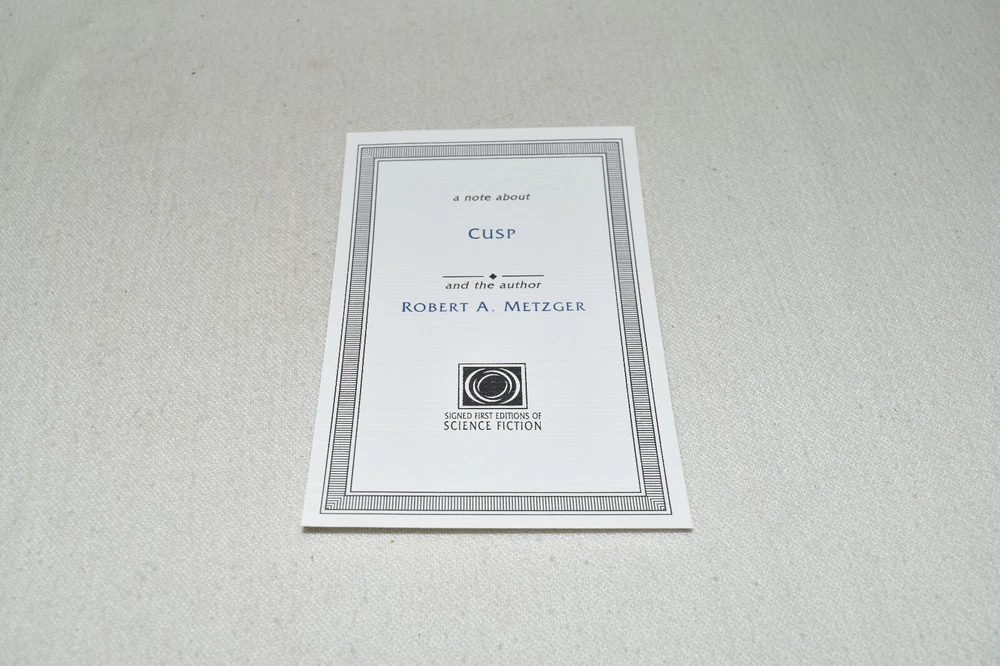 a note about
CUSP
and the author
ROBERT A. METZGER
SIGNED FIRST EDITIONS OF
SCIENCE FICTION